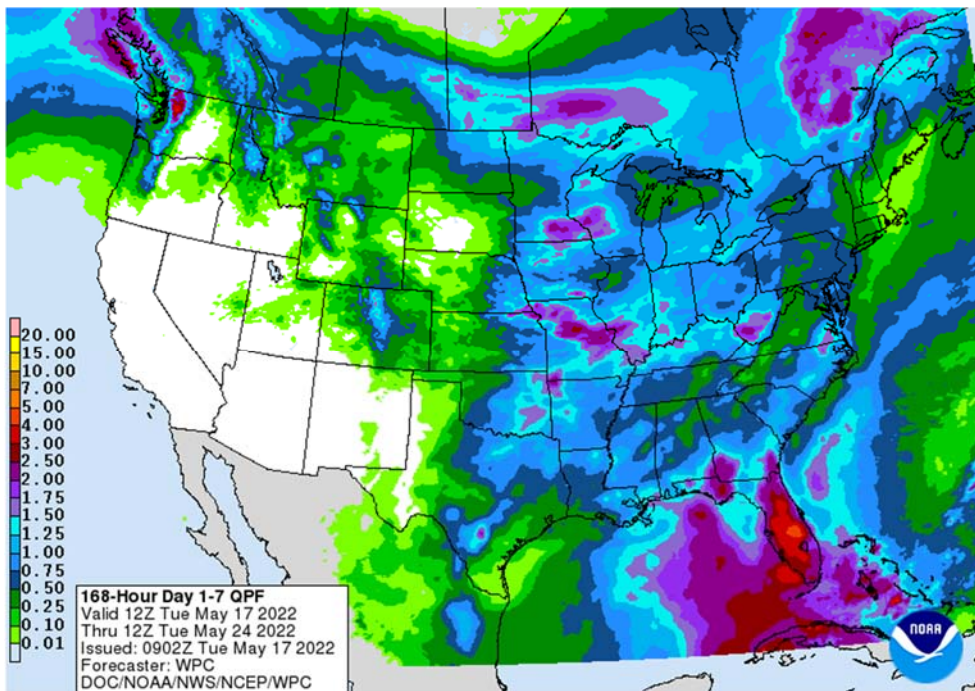 20.00
15.00
10.00
7.00
5.00
4.00
3.00
2.50
2.00
1.75
1.50
1.25
1.00
0.75
0.50
0.25
0.10
0.01
168-Hour Day 1-7 QPF
Valid 12Z Tue May 17 2022
Thru 12Z Tue May 24 2022
Issued: 0902Z Tue May 17 2022
Forecaster: WPC
DOC/NOAA/NWS/NCEP/WPC
NOAA